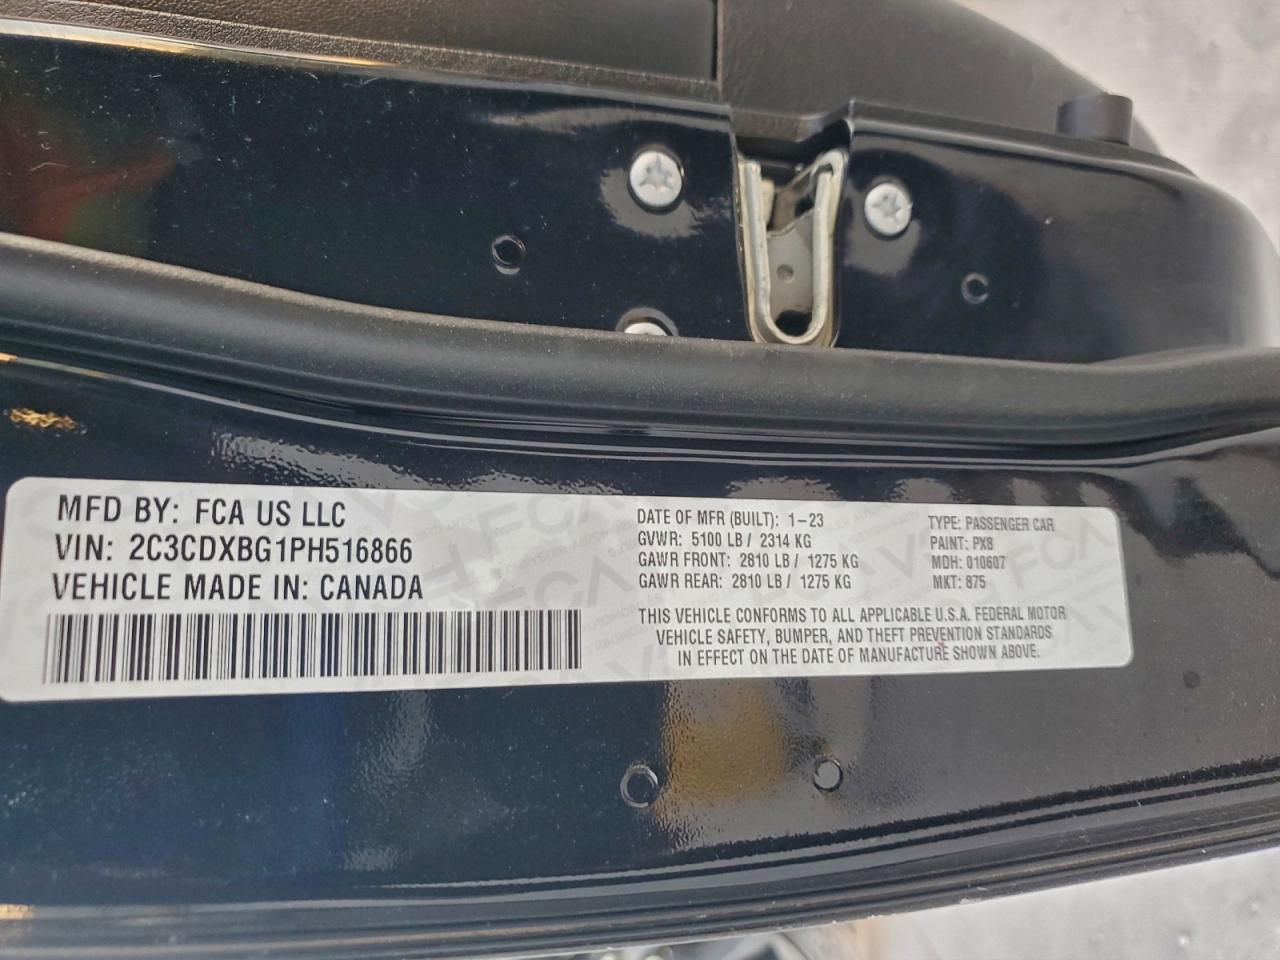 MFD BY: FCA US LLC
VIN: 2C3CDXBG1PH516866
VEHICLE MADE IN: CANADA
DATE OF MFR (BUILT): 1-23
GVWR: 5100 LB / 2314 KG
GAWR FRONT: 2810 LB / 1275 KG
GAWR REAR: 2810 LB / 1275 KG
TYPE: PASSENGER CAR
PAINT: PX8
MDH: 010607
MKT: 875
THIS VEHICLE CONFORMS TO ALL APPLICABLE U.S.A. FEDERAL MOTOR
VEHICLE SAFETY, BUMPER, AND THEFT PREVENTION STANDARDS
IN EFFECT ON THE DATE OF MANUFACTURE SHOWN ABOVE.